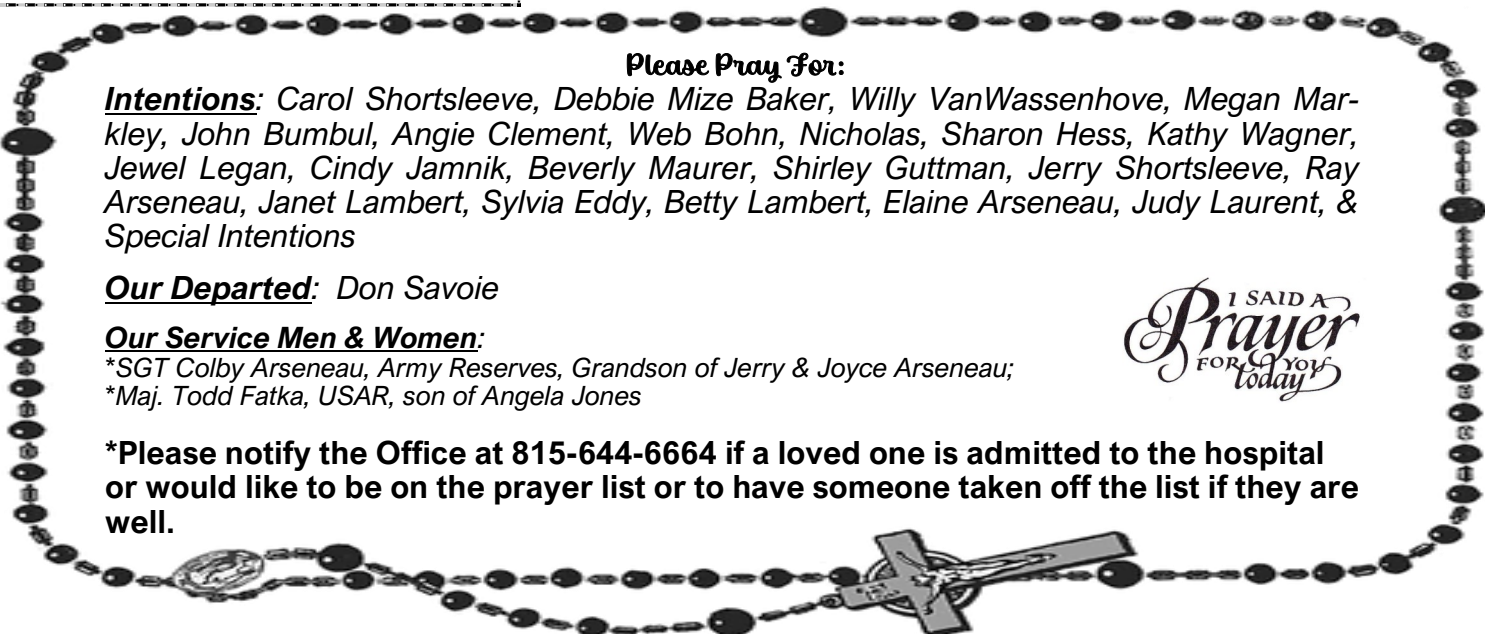 Please Pray For:
Intentions: Carol Shortsleeve, Debbie Mize Baker, Willy VanWassenhove, Megan Mar-
kley, John Bumbul, Angie Clement, Web Bohn, Nicholas, Sharon Hess, Kathy Wagner,
Jewel Legan, Cindy Jamnik, Beverly Maurer, Shirley Guttman, Jerry Shortsleeve, Ray
Arseneau, Janet Lambert, Sylvia Eddy, Betty Lambert, Elaine Arseneau, Judy Laurent, &
Special Intentions
Our Departed: Don Savoie
Our Service Men & Women:
*SGT Colby Arseneau, Army Reserves, Grandson of Jerry & Joyce Arseneau;
*Maj. Todd Fatka, USAR, son of Angela Jones
I SAID A
Prayer
FOR YOU
today
*Please notify the Office at 815-644-6664 if a loved one is admitted to the hospital
or would like to be on the prayer list or to have someone taken off the list if they are
well.